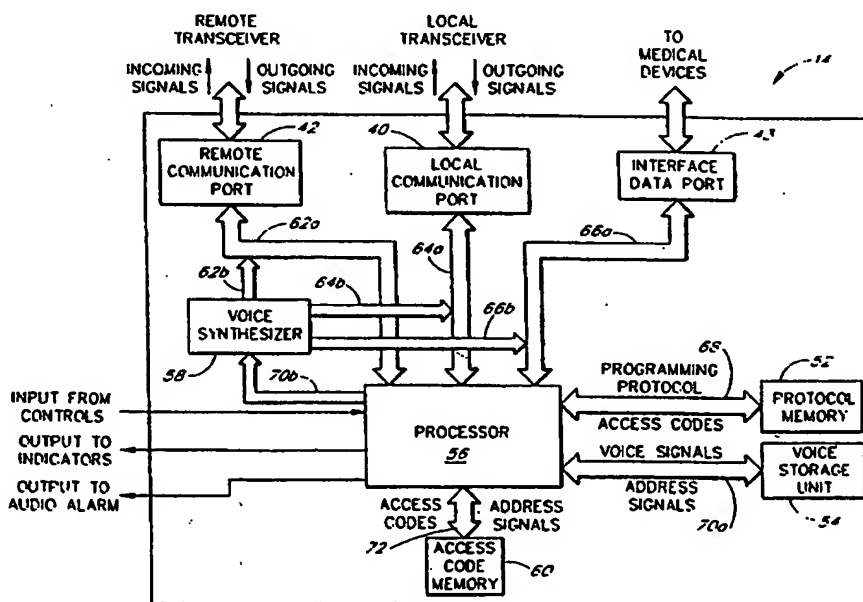 REMOTE
TRANSCEIVER
LOCAL
TRANSCEIVER
TO
MEDICAL
DEVICES
14
INCOMING
SIGNALS
OUTGOING
SIGNALS
INCOMING
SIGNALS
OUTGOING
SIGNALS
42
40
43
REMOTE
COMMUNICATION
PORT
LOCAL
COMMUNICATION
PORT
INTERFACE
DATA PORT
62a
64a
66a
62b
64b
66b
VOICE
SYNTHESIZER
58
70b
68
52
PROGRAMMING
PROTOCOL
PROTOCOL
MEMORY
INPUT FROM
CONTROLS
ACCESS CODES
PROCESSOR
56
OUTPUT TO
INDICATORS
VOICE SIGNALS
VOICE
STORAGE
UNIT
OUTPUT TO
AUDIO ALARM
ADDRESS
SIGNALS
70a
54
ACCESS
CODES
ADDRESS
SIGNALS
72
ACCESS
CODE
MEMORY
60